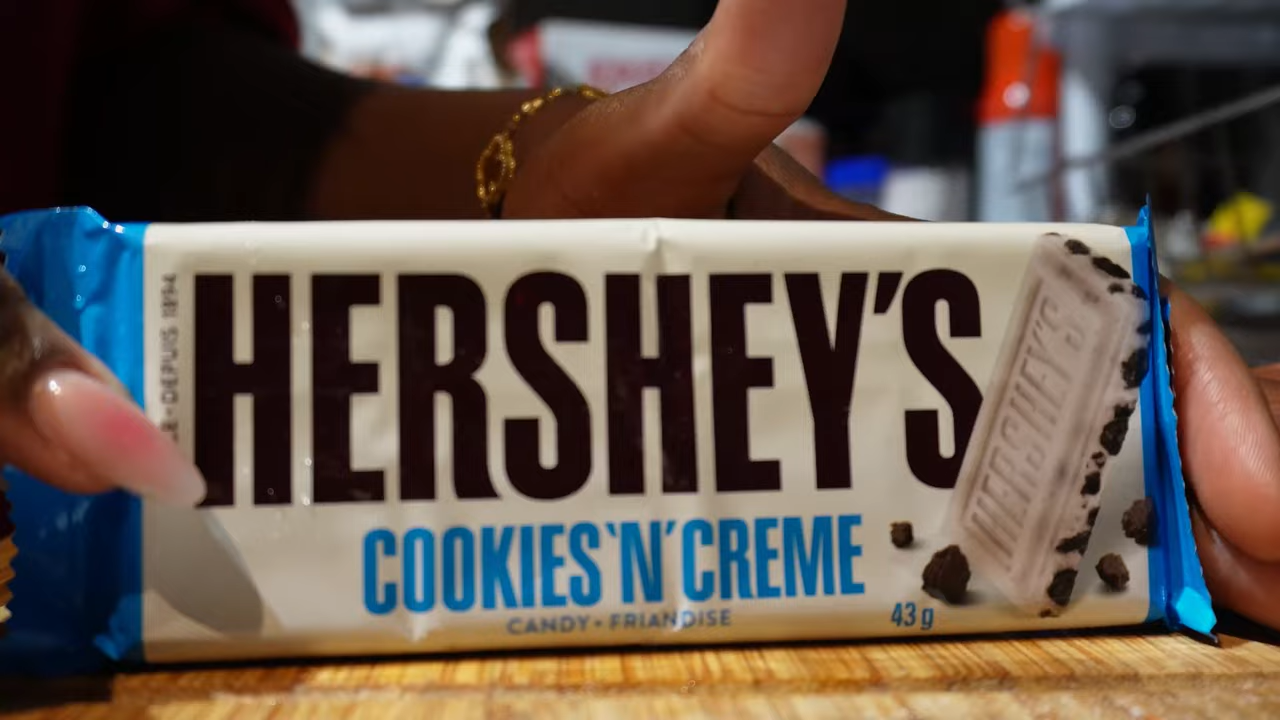 HERSHEY'S
COOKIES'N'CREME
CANDY • FRIANDISE
43 g
DEPUIS 1894
HERSHEY'S